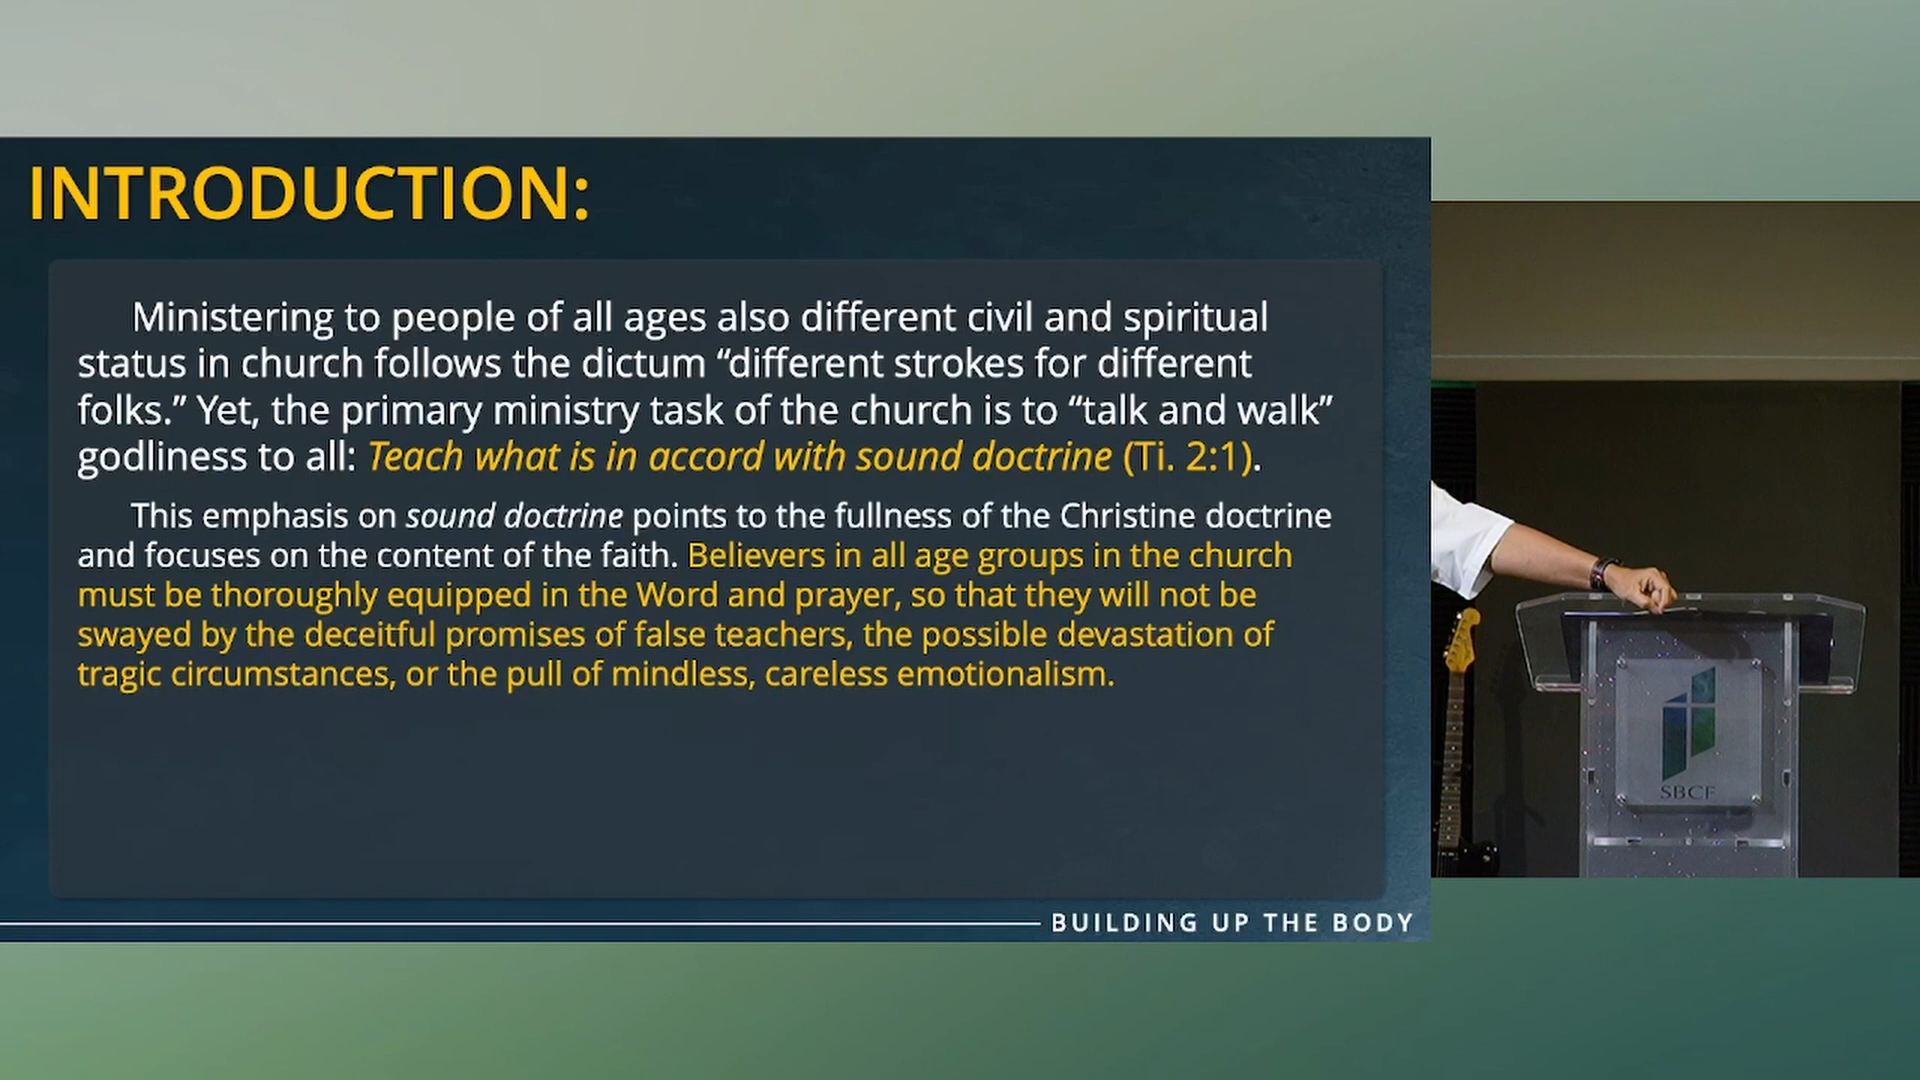 INTRODUCTION:
Ministering to people of all ages also different civil and spiritual
status in church follows the dictum “different strokes for different
folks.” Yet, the primary ministry task of the church is to “talk and walk”
godliness to all: Teach what is in accord with sound doctrine (Ti. 2:1).
This emphasis on sound doctrine points to the fullness of the Christine doctrine
and focuses on the content of the faith. Believers in all age groups in the church
must be thoroughly equipped in the Word and prayer, so that they will not be
swayed by the deceitful promises of false teachers, the possible devastation of
tragic circumstances, or the pull of mindless, careless emotionalism.
BUILDING UP THE BODY
SBCF